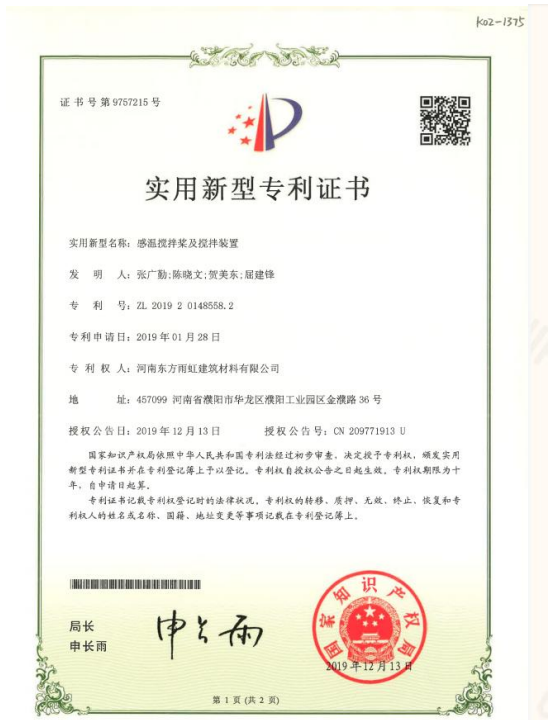 K02-1375
证书号第9757215号
实用新型专利证书
实用新型名称：感温搅拌桨及搅拌装置
发 明 人：张广勤;陈晓文;贺美东;屈建锋
专 利 号：ZL 2019 2 0148558.2
专利申请日：2019年01月28日
专 利 权 人：河南东方雨虹建筑材料有限公司
地 址：457099 河南省濮阳市华龙区濮阳工业园区金濮路36号
授权公告日：2019年12月13日 授权公告号：CN 209771913 U
国家知识产权局依照中华人民共和国专利法经过初步审查，决定授予专利权，颁发实用
新型专利证书并在专利登记簿上予以登记。专利权自授权公告之日起生效。专利权期限为十
年，自申请日起算。
专利证书记载专利权登记时的法律状况。专利权的转移、质押、无效、终止、恢复和专
利权人的姓名或名称、国籍、地址变更等事项记载在专利登记簿上。
局长
申长雨
申长雨
国家知识产权局
2019年12月13日
第 1 页 (共 2 页)